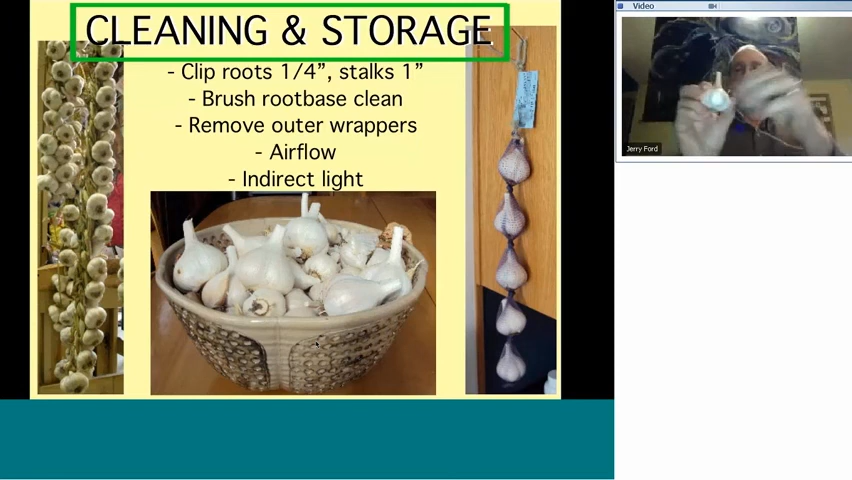 CLEANING & STORAGE
- Clip roots 1/4”, stalks 1”
- Brush rootbase clean
- Remove outer wrappers
- Airflow
- Indirect light
Video
Jerry Ford